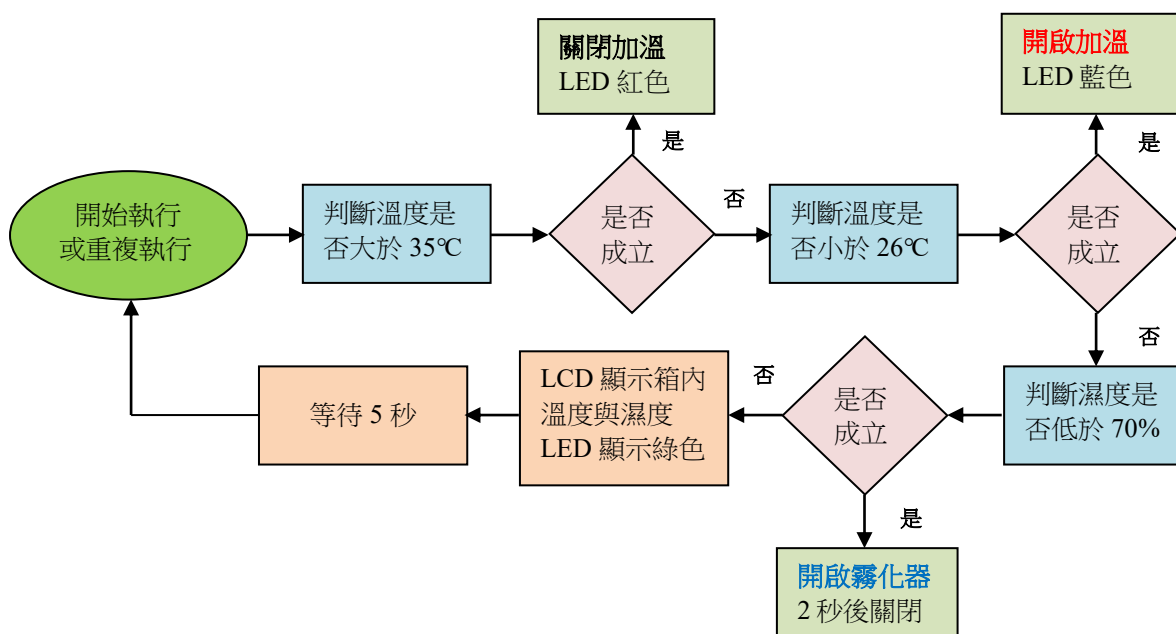 關閉加溫
LED 紅色
開啟加溫
LED 藍色
是
是
開始執行
或重複執行
判斷溫度是
否大於 35℃
是否
成立
否
判斷溫度是
否小於 26℃
是否
成立
否
判斷濕度是
否低於 70%
是否
成立
否
LCD 顯示箱內
溫度與濕度
LED 顯示綠色
等待 5 秒
是
開啟霧化器
2 秒後關閉